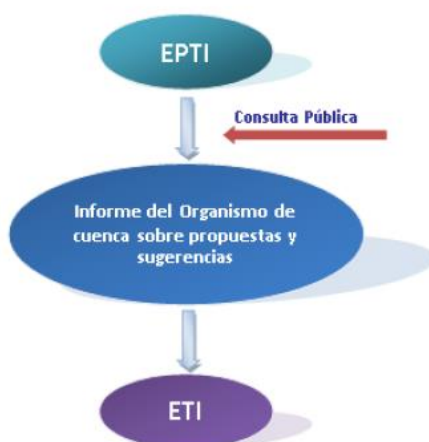 EPTI
Consulta Pública
Informe del Organismo de
cuenca sobre propuestas y
sugerencias
ETI